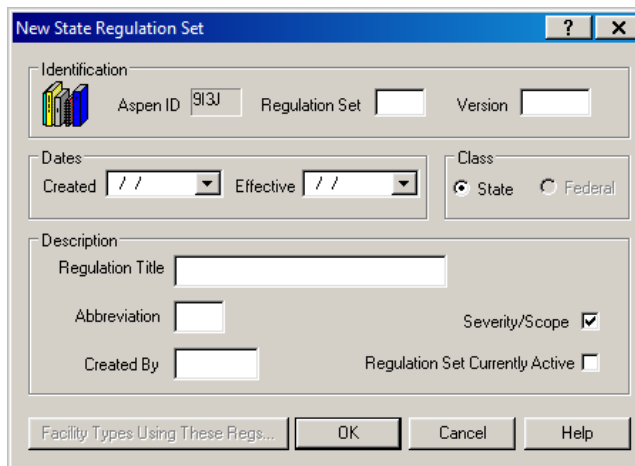 New State Regulation Set
Identification
Aspen ID 9I3J Regulation Set Version
Dates
Created / / Effective / /
Class
State Federal
Description
Regulation Title
Abbreviation
Severity/Scope
Created By
Regulation Set Currently Active
Facility Types Using These Regs... OK Cancel Help